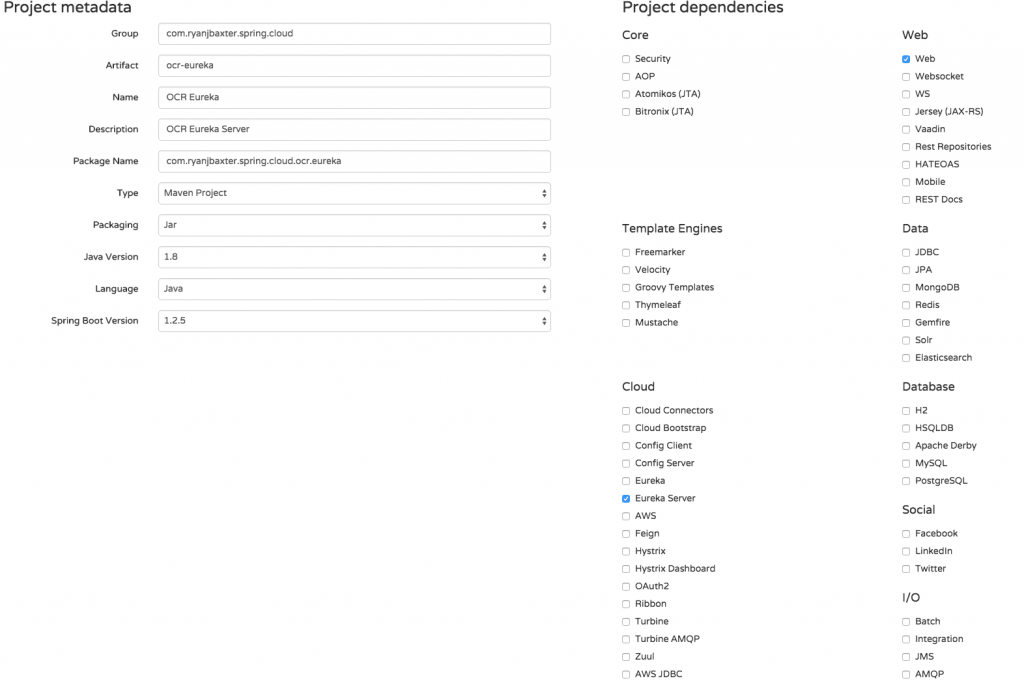 Project metadata
Group com.ryanjbaxter.spring.cloud
Artifact ocr-eureka
Name OCR Eureka
Description OCR Eureka Server
Package Name com.ryanjbaxter.spring.cloud.ocr.eureka
Type Maven Project
Packaging Jar
Java Version 1.8
Language Java
Spring Boot Version 1.2.5
Project dependencies
Core
Security
AOP
Atomikos (JTA)
Bitronix (JTA)
Web
Web
Websocket
WS
Jersey (JAX-RS)
Vaadin
Rest Repositories
HATEOAS
Mobile
REST Docs
Template Engines
Freemarker
Velocity
Groovy Templates
Thymeleaf
Mustache
Data
JDBC
JPA
MongoDB
Redis
Gemfire
Solr
Elasticsearch
Cloud
Cloud Connectors
Cloud Bootstrap
Config Client
Config Server
Eureka
Eureka Server
AWS
Feign
Hystrix
Hystrix Dashboard
OAuth2
Ribbon
Turbine
Turbine AMQP
Zuul
AWS JDBC
Database
H2
HSQLDB
Apache Derby
MySQL
PostgreSQL
Social
Facebook
LinkedIn
Twitter
I/O
Batch
Integration
JMS
AMQP